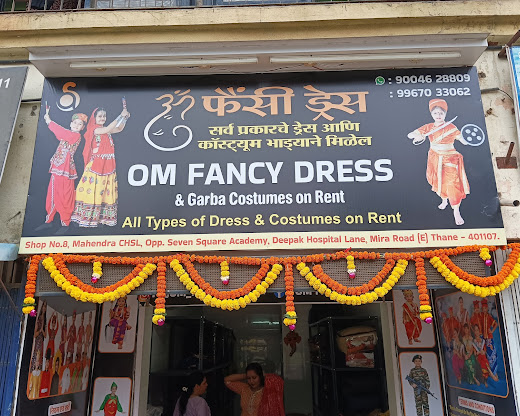 11
ॐ फैंसी ड्रेस
: 90046 28809
: 99670 33062
सर्व प्रकारचे ड्रेस आणि
कॉस्ट्यूम भाड्याने मिळेल
OM FANCY DRESS
& Garba Costumes on Rent
All Types of Dress & Costumes on Rent
Shop No.8, Mahendra CHSL, Opp. Seven Square Academy, Deepak Hospital Lane, Mira Road (E) Thane - 401107.